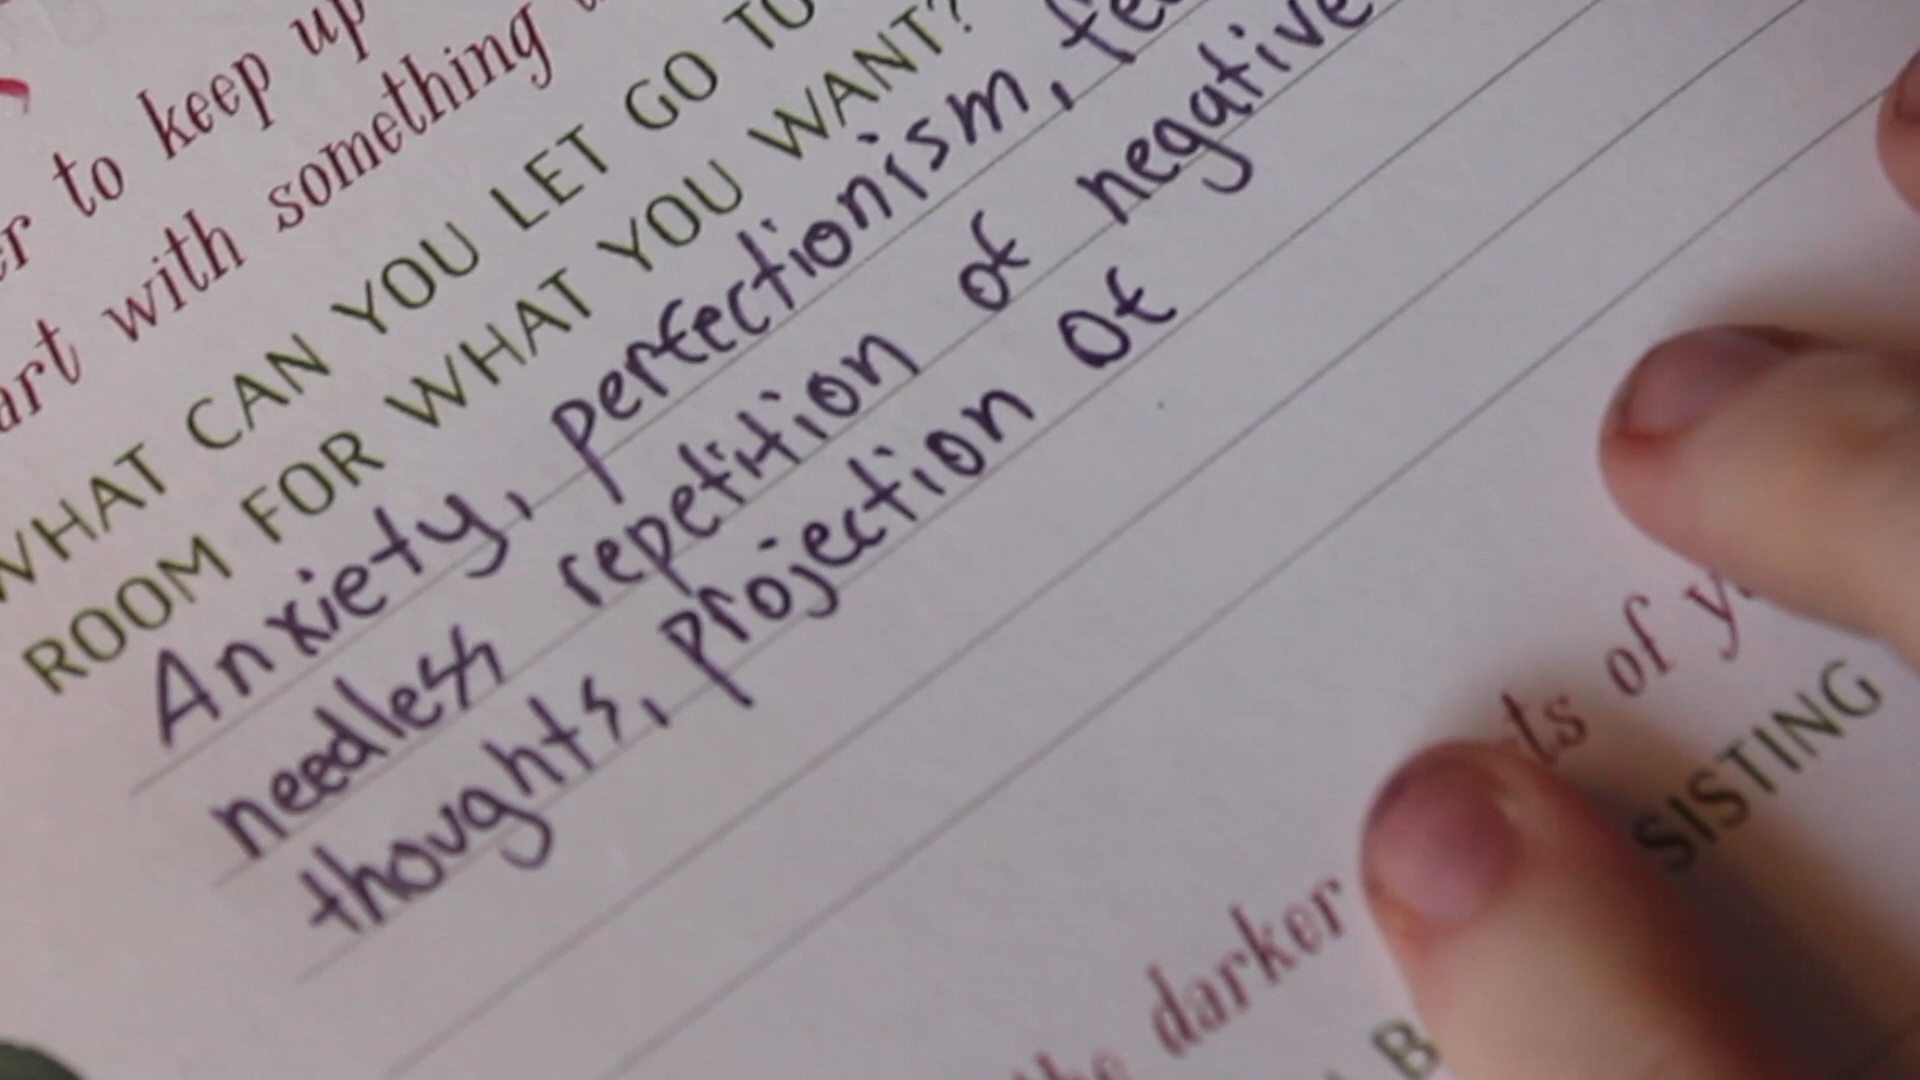 to keep up
with something
WHAT CAN YOU LET GO TO
ROOM FOR WHAT YOU WANT?
Anxiety, perfectionism,
needless repetition of negative
thoughts, projection of
of
the darker
SISTING